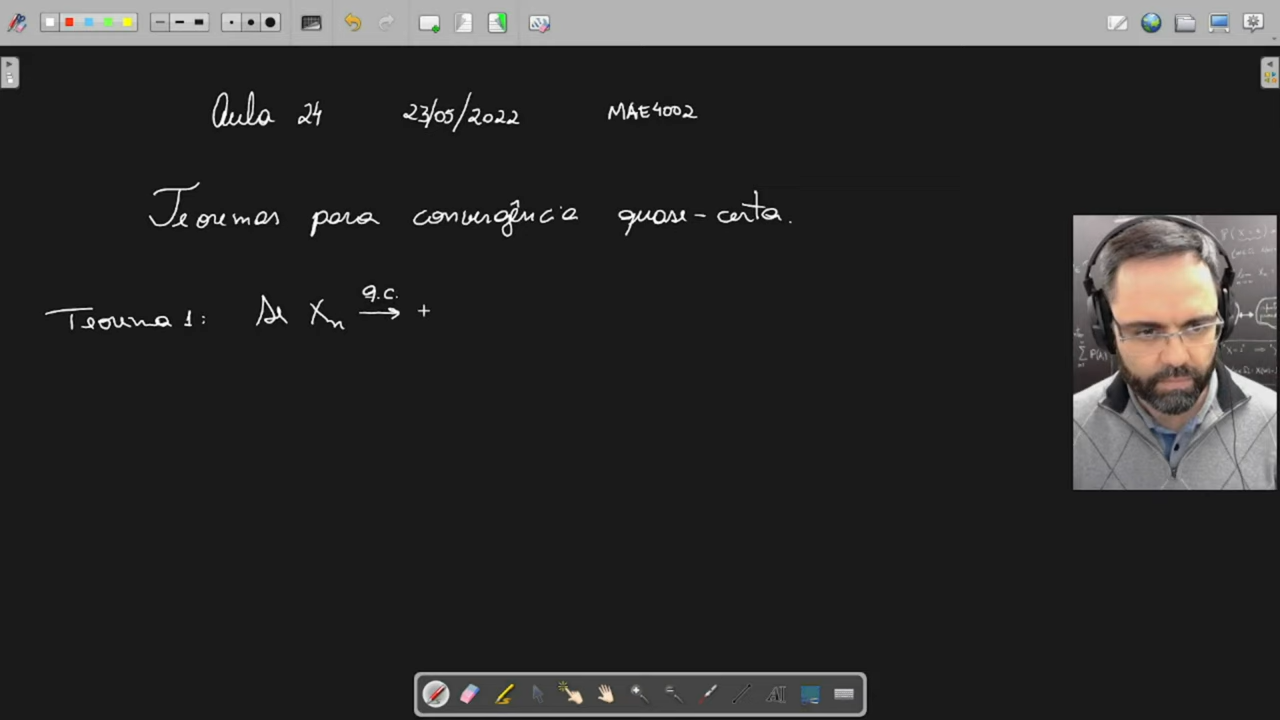 Aula 24 23/05/2022 MAE4002
Teoremas para convergência quase-certa.
Teorema 1: Se Xn q.c. → +